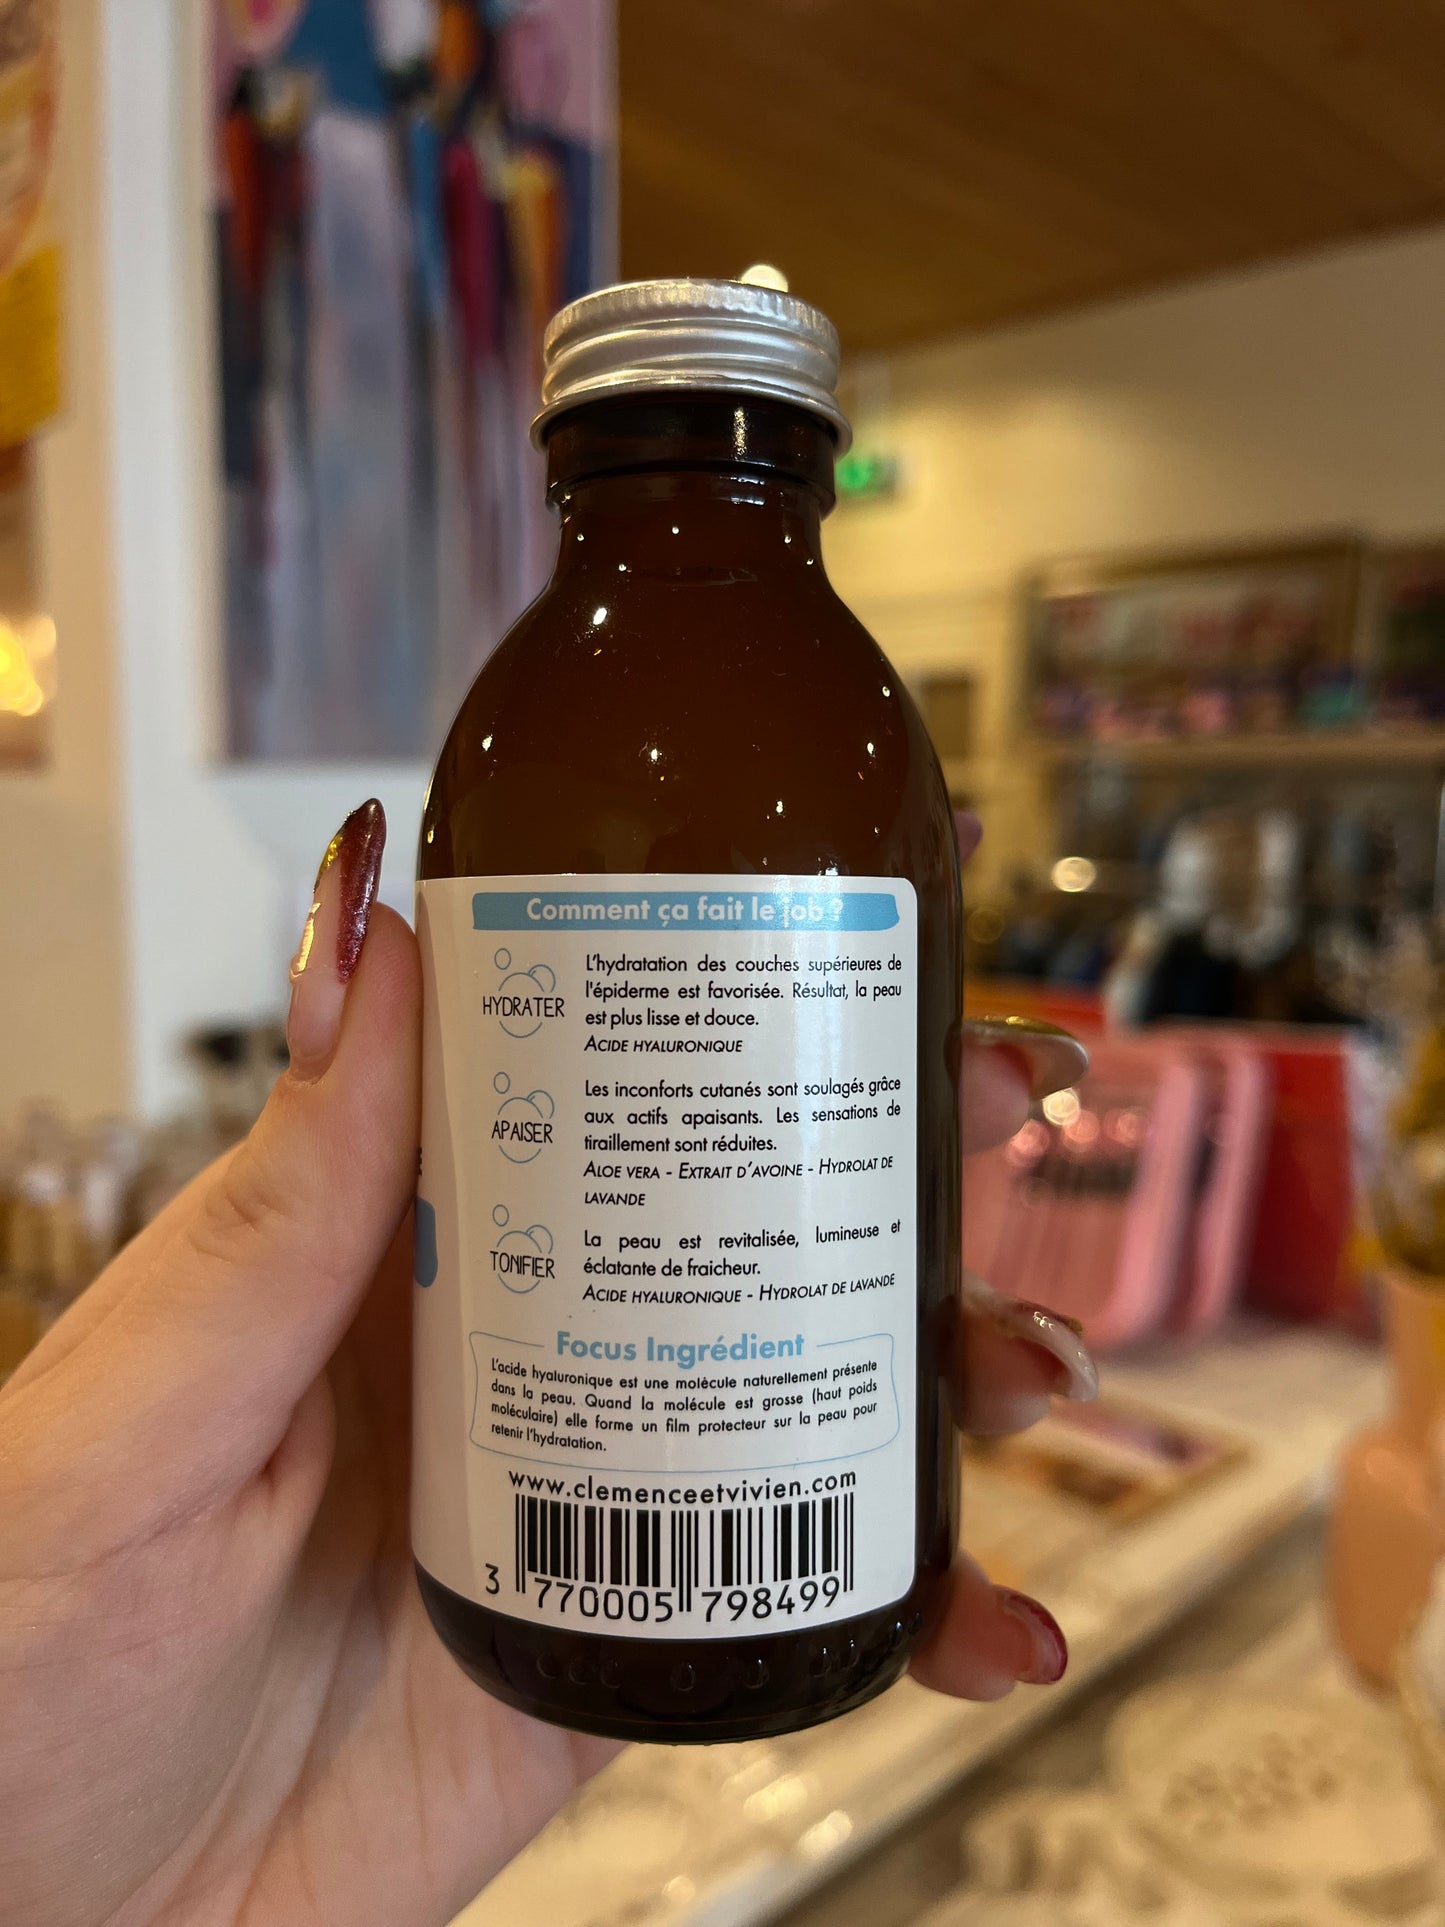 Comment ça fait le job ?
HYDRATER
L'hydratation des couches supérieures de
l'épiderme est favorisée. Résultat, la peau
est plus lisse et douce.
ACIDE HYALURONIQUE
APAISER
Les inconforts cutanés sont soulagés grâce
aux actifs apaisants. Les sensations de
tiraillement sont réduites.
ALOE VERA - EXTRAIT D'AVOINE - HYDROLAT DE
LAVANDE
TONIFIER
La peau est revitalisée, lumineuse et
éclatante de fraicheur.
ACIDE HYALURONIQUE - HYDROLAT DE LAVANDE
Focus Ingrédient
L'acide hyaluronique est une molécule naturellement présente
dans la peau. Quand la molécule est grosse (haut poids
moléculaire) elle forme un film protecteur sur la peau pour
retenir l'hydratation.
www.clemenceetvivien.com
3 770005 798499